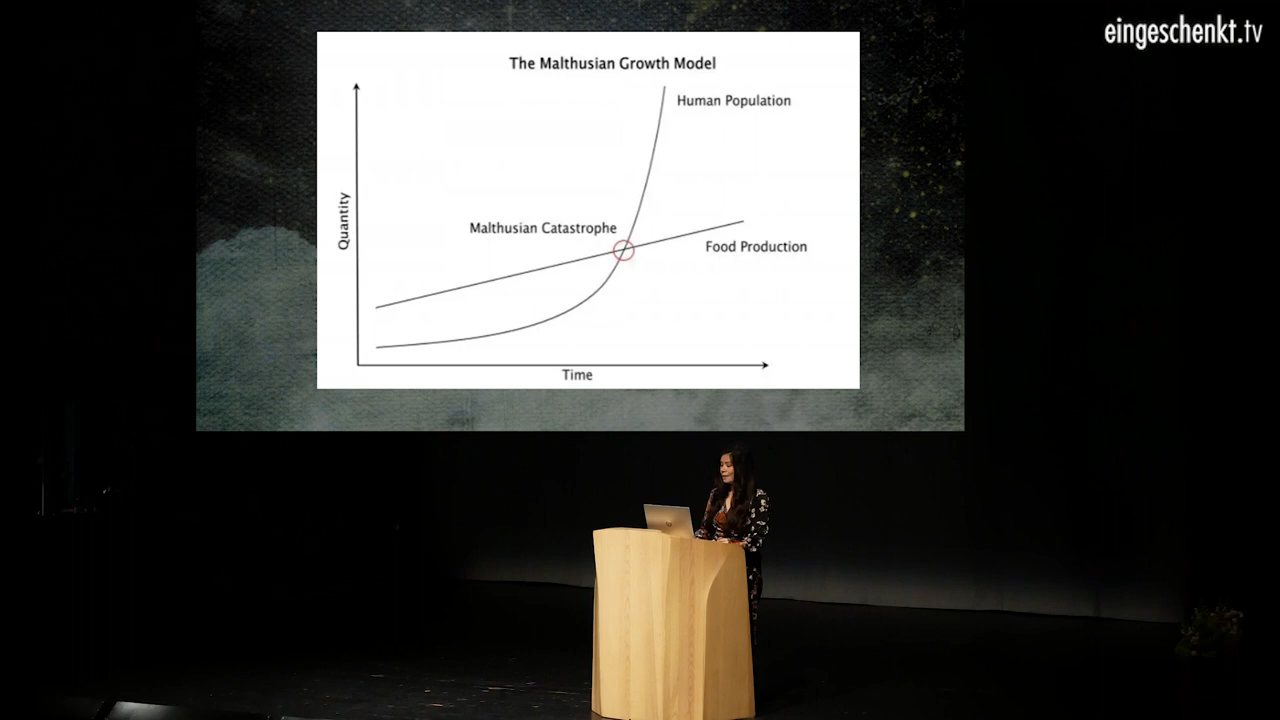 eingeschenkt.tv
The Malthusian Growth Model
Human Population
Malthusian Catastrophe
Food Production
Quantity
Time